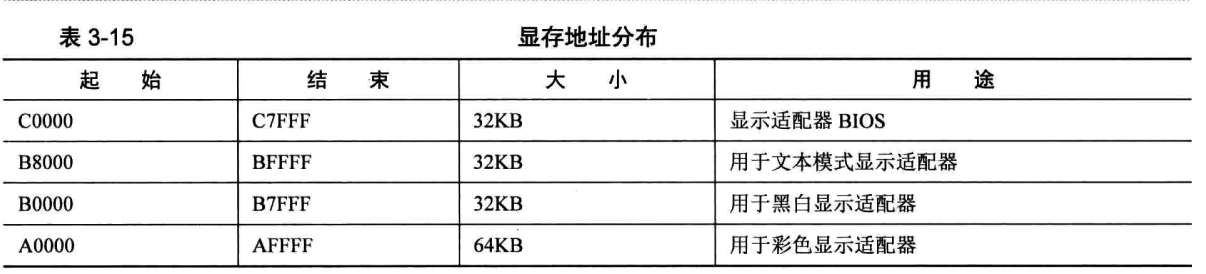 表 3-15 显存地址分布
起 始 结 束 大 小 用 途
C0000 C7FFF 32KB 显示适配器 BIOS
B8000 BFFFF 32KB 用于文本模式显示适配器
B0000 B7FFF 32KB 用于黑白显示适配器
A0000 AFFFF 64KB 用于彩色显示适配器